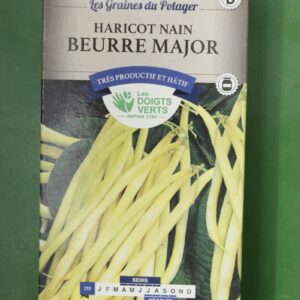 Les Graines du Potager
HARICOT NAIN
BEURRE MAJOR
TRÈS PRODUCTIF ET HÂTIF
Les
DOIGTS
VERTS
DEPUIS 1795
SEMIS
J F M A M J J A S O N D